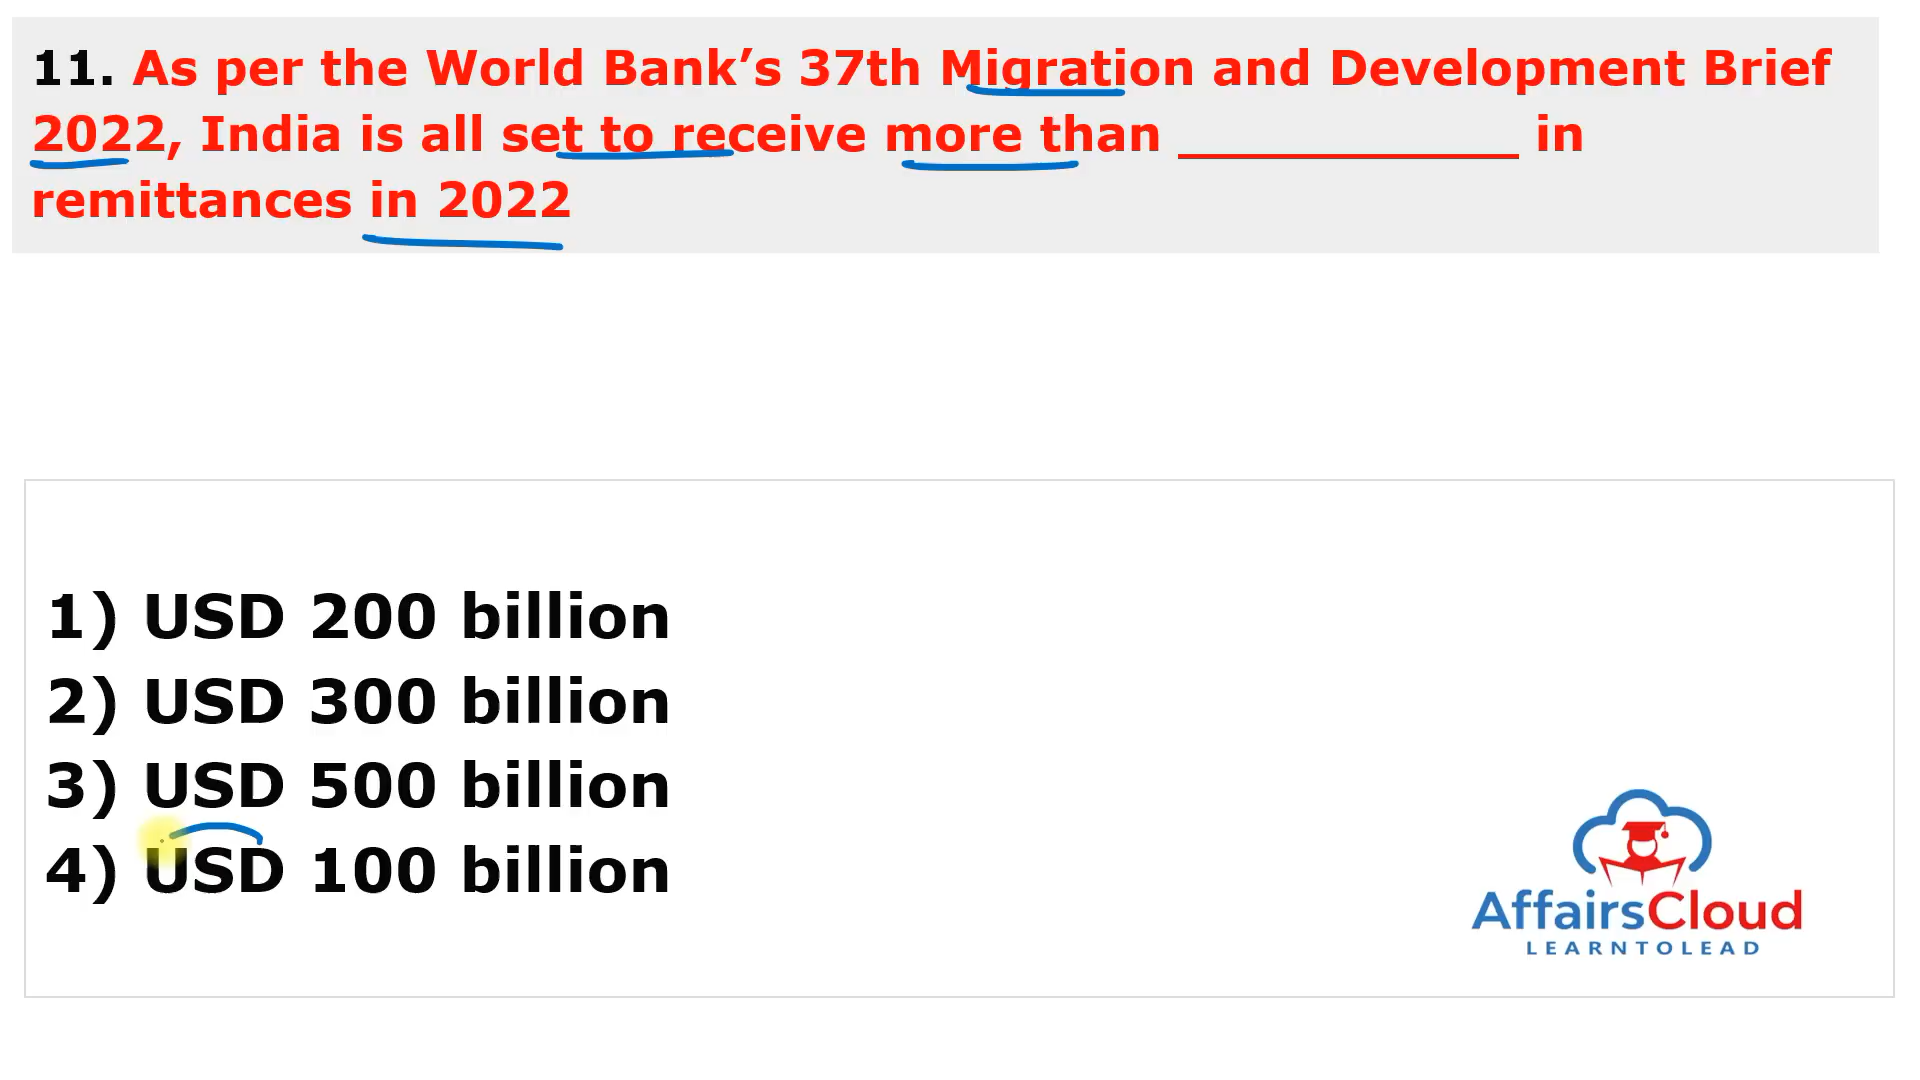 11. As per the World Bank’s 37th Migration and Development Brief
2022, India is all set to receive more than ______________ in
remittances in 2022
1) USD 200 billion
2) USD 300 billion
3) USD 500 billion
4) USD 100 billion
AffairsCloud
LEARNTOLEAD